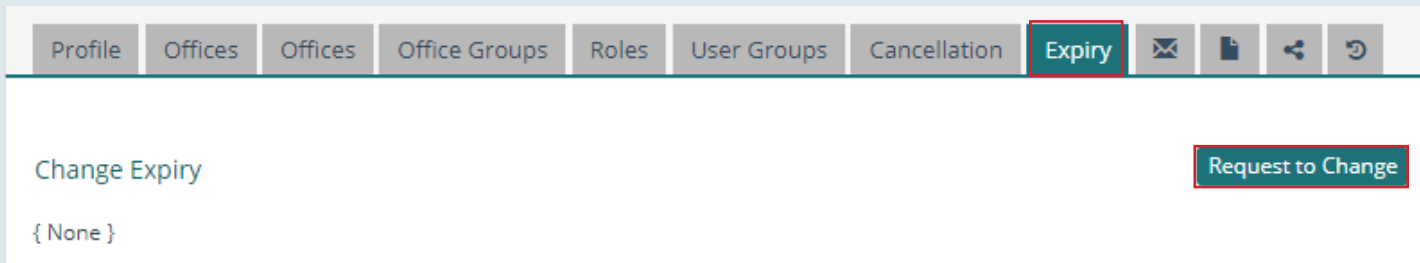 Profile Offices Offices Office Groups Roles User Groups Cancellation Expiry
Change Expiry
Request to Change
{ None }